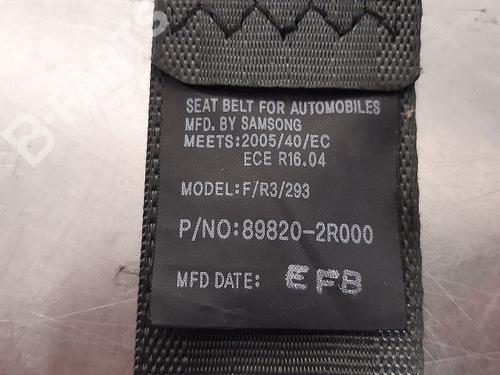 SEAT BELT FOR AUTOMOBILES
MFD. BY SAMSONG
MEETS:2005/40/EC
ECE R16.04
MODEL:F/R3/293
P/NO:89820-2R000
MFD DATE: EFB
B-PARTS